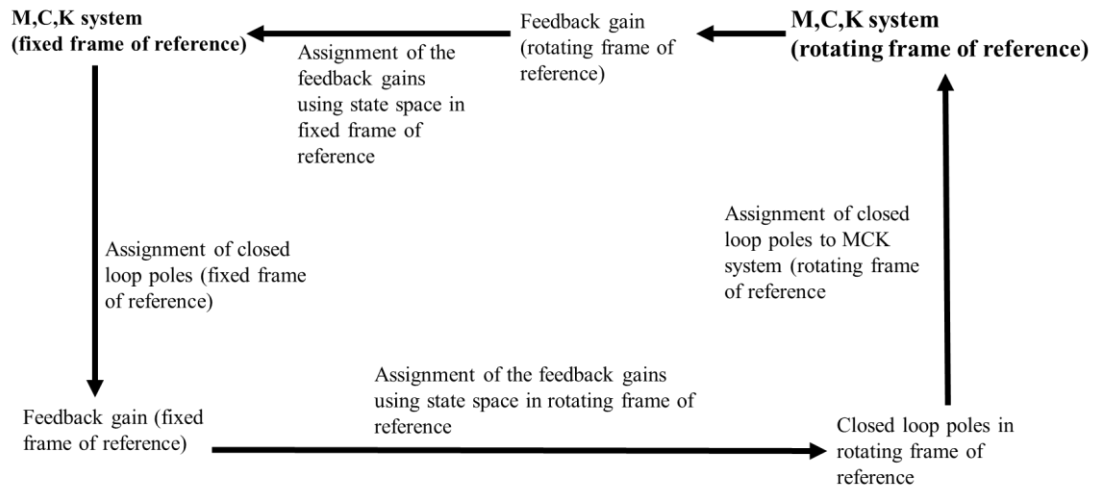 M,C,K system
(fixed frame of reference)
Feedback gain
(rotating frame of
reference)
M,C,K system
(rotating frame of reference)
Assignment of the
feedback gains
using state space in
fixed frame of
reference
Assignment of closed
loop poles (fixed frame
of reference)
Assignment of closed
loop poles to MCK
system (rotating frame
of reference
Assignment of the feedback gains
using state space in rotating frame of
reference
Feedback gain (fixed
frame of reference)
Closed loop poles in
rotating frame of
reference